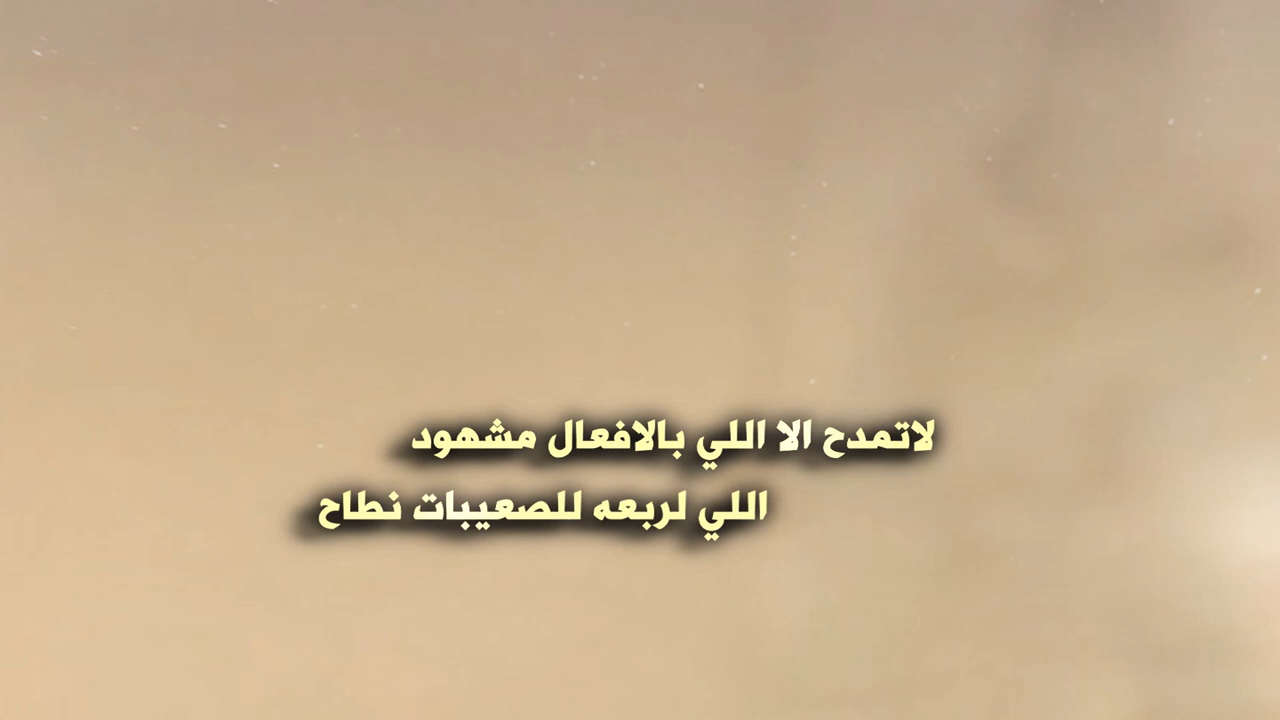 لاتمدح الا اللي بالافعال مشهود
اللي لربعه للصعيبات نطاح